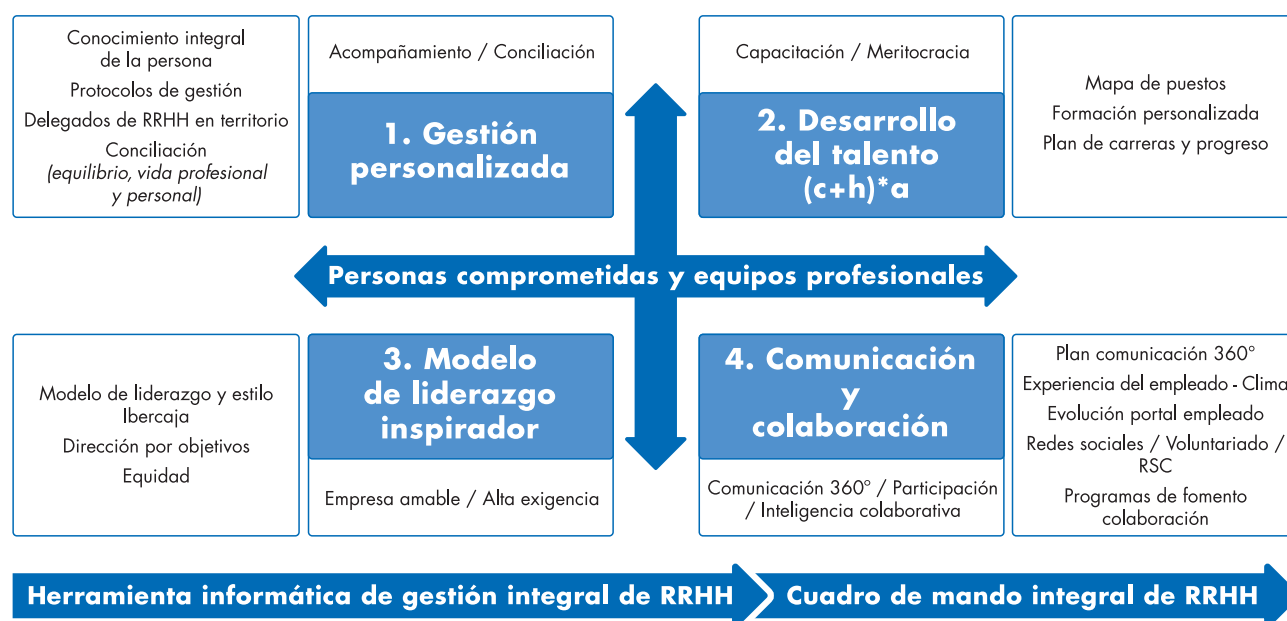 Conocimiento integral
de la persona
Protocolos de gestión
Delegados de RRHH en territorio
Conciliación
(equilibrio, vida profesional
y personal)
Acompañamiento / Conciliación
1. Gestión
personalizada
Capacitación / Meritocracia
2. Desarrollo
del talento
(c+h)*a
Mapa de puestos
Formación personalizada
Plan de carreras y progreso
Personas comprometidas y equipos profesionales
Modelo de liderazgo y estilo
Ibercaja
Dirección por objetivos
Equidad
3. Modelo
de liderazgo
inspirador
Empresa amable / Alta exigencia
4. Comunicación
y
colaboración
Comunicación 360° / Participación
/ Inteligencia colaborativa
Plan comunicación 360°
Experiencia del empleado - Clima
Evolución portal empleado
Redes sociales / Voluntariado /
RSC
Programas de fomento
colaboración
Herramienta informática de gestión integral de RRHH
Cuadro de mando integral de RRHH